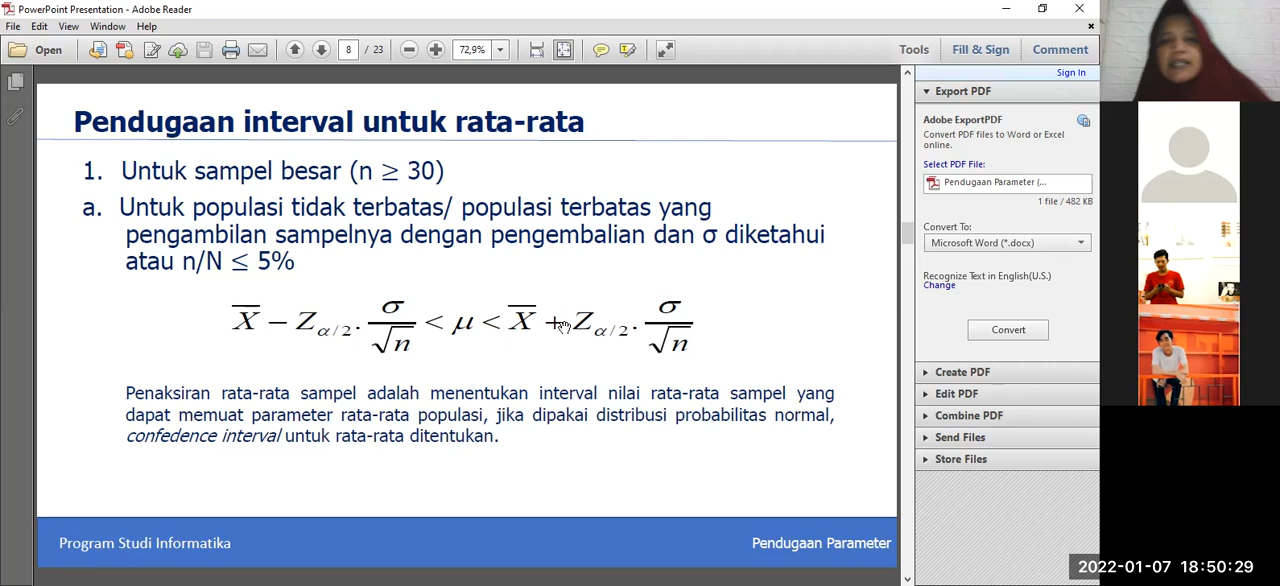 PowerPoint Presentation - Adobe Reader
File Edit View Window Help
Open 8 / 23 72,9% Tools Fill & Sign Comment
Sign In
Pendugaan interval untuk rata-rata
1. Untuk sampel besar (n ≥ 30)
a. Untuk populasi tidak terbatas/ populasi terbatas yang
pengambilan sampelnya dengan pengembalian dan σ diketahui
atau n/N ≤ 5%
X̅ − Z α/2 . σ/√n < μ < X̅ + Z α/2 . σ/√n
Penaksiran rata-rata sampel adalah menentukan interval nilai rata-rata sampel yang
dapat memuat parameter rata-rata populasi, jika dipakai distribusi probabilitas normal,
confedence interval untuk rata-rata ditentukan.
Program Studi Informatika Pendugaan Parameter
Export PDF
Adobe ExportPDF
Convert PDF files to Word or Excel
online.
Select PDF File:
Pendugaan Parameter (...
1 file / 482 KB
Convert To:
Microsoft Word (*.docx)
Recognize Text in English(U.S.)
Change
Convert
Create PDF
Edit PDF
Combine PDF
Send Files
Store Files
2022-01-07 18:50:29